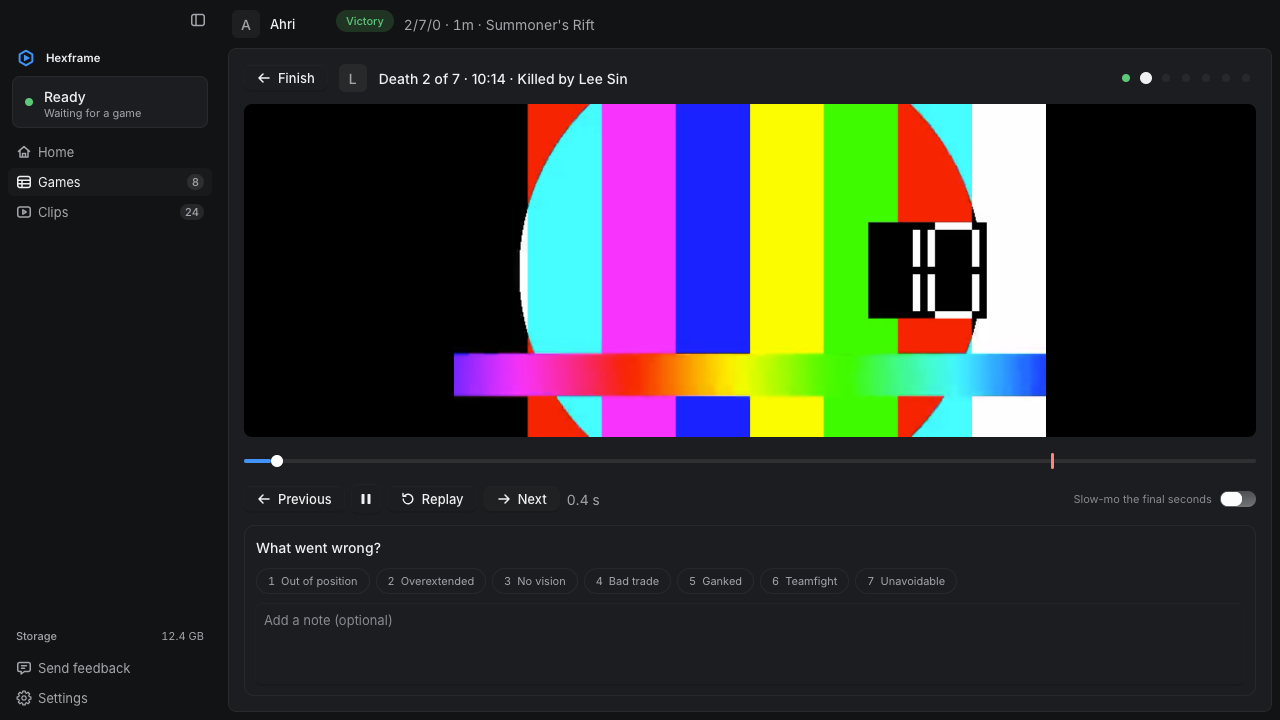 A Ahri Victory 2/7/0 · 1m · Summoner's Rift
Hexframe
Ready
Waiting for a game
Home
Games 8
Clips 24
Storage 12.4 GB
Send feedback
Settings
Finish L Death 2 of 7 · 10:14 · Killed by Lee Sin
10
Previous Replay Next 0.4 s Slow-mo the final seconds
What went wrong?
1 Out of position 2 Overextended 3 No vision 4 Bad trade 5 Ganked 6 Teamfight 7 Unavoidable
Add a note (optional)